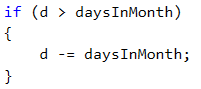 if (d > daysInMonth)
{
    d -= daysInMonth;
}